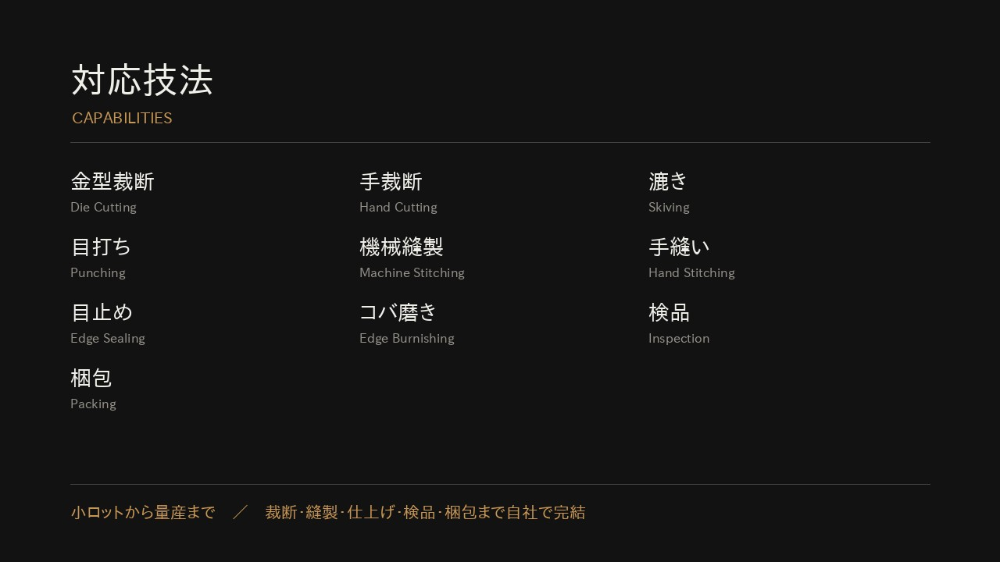 対応技法
CAPABILITIES
金型裁断
Die Cutting
手裁断
Hand Cutting
漉き
Skiving
目打ち
Punching
機械縫製
Machine Stitching
手縫い
Hand Stitching
目止め
Edge Sealing
コバ磨き
Edge Burnishing
検品
Inspection
梱包
Packing
小ロットから量産まで　／　裁断·縫製·仕上げ·検品·梱包まで自社で完結